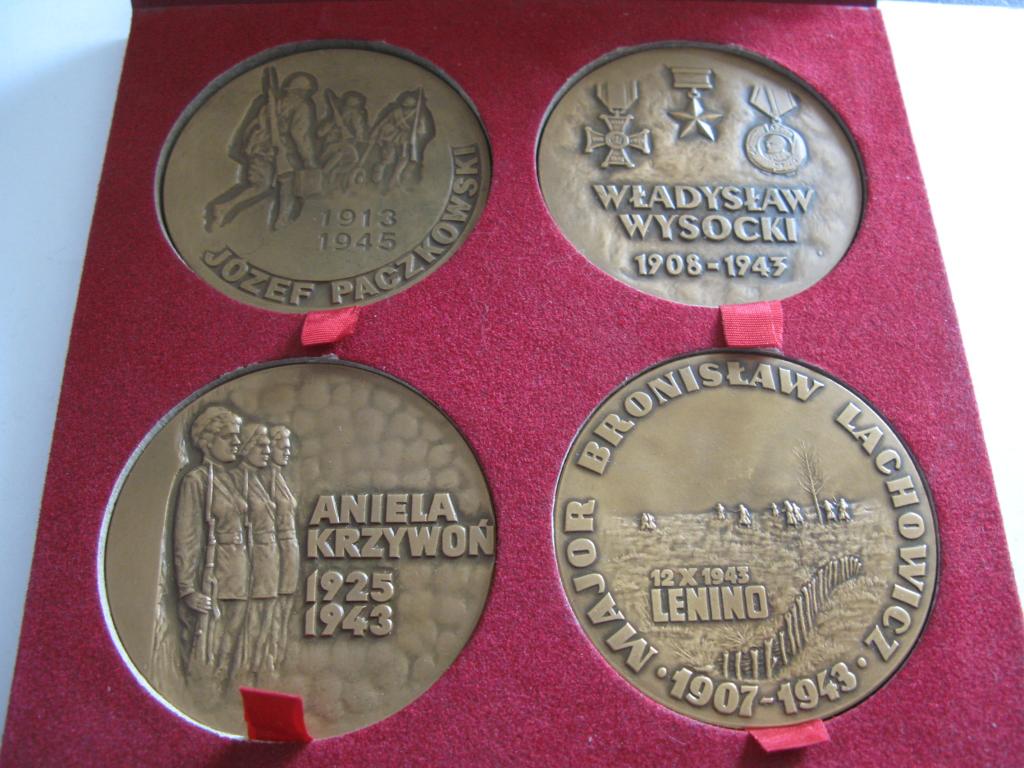 1913
1945
JÓZEF PACZKOWSKI
WŁADYSŁAW
WYSOCKI
1908-1943
ANIELA
KRZYWOŃ
1925
1943
MAJOR BRONISŁAW LACHOWICZ
12 X 1943
LENINO
· 1907-1943 ·